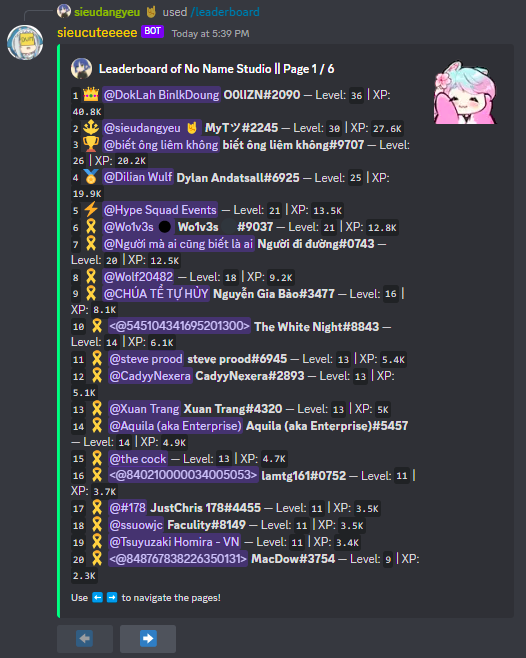 sieudangyeu 🤘 used /leaderboard
sieucuteeeee BOT Today at 5:39 PM
Leaderboard of No Name Studio || Page 1 / 6
1 👑 @DokLah BinlkDoung O0lIZN#2090 — Level: 36 | XP:
40.8K
2 🔱 @sieudangyeu 🤘 MyTツ#2245 — Level: 30 | XP: 27.6K
3 🏆 @biết ông liêm không biết ông liêm không#9707 — Level:
26 | XP: 20.2K
4 🏅 @Dilian Wulf Dylan Andatsall#6925 — Level: 25 | XP:
19.9K
5 ⚡ @Hype Squad Events — Level: 21 | XP: 13.5K
6 🎗 @Wo1v3s ⚫ Wo1v3s #9037 — Level: 21 | XP: 12.8K
7 🎗 @Người mà ai cũng biết là ai Người đi đường#0743 —
Level: 20 | XP: 12.5K
8 🎗 @Wolf20482 — Level: 18 | XP: 9.2K
9 🎗 @CHÚA TỂ TỰ HỦY Nguyễn Gia Bảo#3477 — Level: 16 |
XP: 8.1K
10 🎗 <@545104341695201300> The White Night#8843 —
Level: 14 | XP: 6.1K
11 🎗 @steve prood steve prood#6945 — Level: 13 | XP: 5.4K
12 🎗 @CadyyNexera CadyyNexera#2893 — Level: 13 | XP:
5.1K
13 🎗 @Xuan Trang Xuan Trang#4320 — Level: 13 | XP: 5K
14 🎗 @Aquila (aka Enterprise) Aquila (aka Enterprise)#5457
— Level: 14 | XP: 4.9K
15 🎗 @the cock — Level: 13 | XP: 4.7K
16 🎗 <@840210000034005053> lamtg161#0752 — Level: 11 |
XP: 3.7K
17 🎗 @#178 JustChris 178#4455 — Level: 11 | XP: 3.5K
18 🎗 @ssuowjc Faculity#8149 — Level: 11 | XP: 3.5K
19 🎗 @Tsuyuzaki Homira - VN — Level: 11 | XP: 3.4K
20 🎗 <@848767838226350131> MacDow#3754 — Level: 9 | XP:
2.3K
Use ⬅️ ➡️ to navigate the pages!